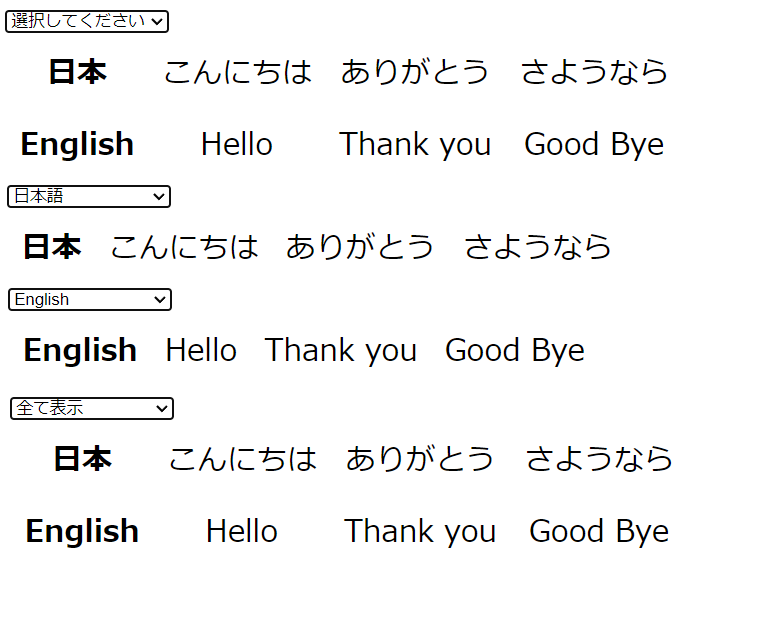 選択してください
日本 こんにちは ありがとう さようなら
English Hello Thank you Good Bye
日本語
日本 こんにちは ありがとう さようなら
English
English Hello Thank you Good Bye
全て表示
日本 こんにちは ありがとう さようなら
English Hello Thank you Good Bye